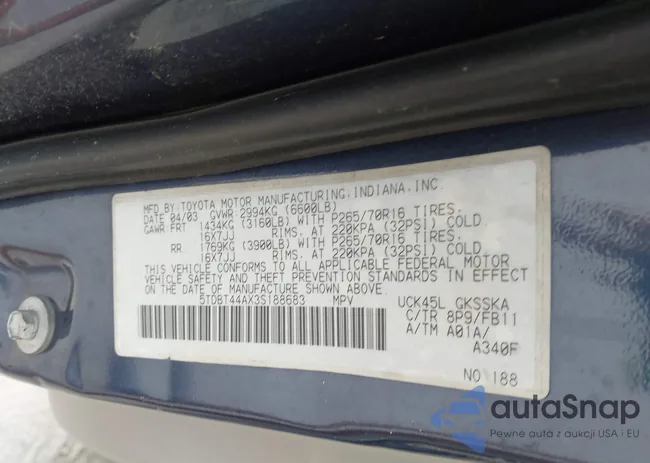 MFD. BY: TOYOTA MOTOR MANUFACTURING, INDIANA, INC.
DATE 04/03 GVWR 2994KG (6600LB)
GAWR FRT 1434KG (3160LB) WITH P265/70R16 TIRES.
16X7JJ RIMS. AT 220KPA (32PSI) COLD
RR. 1769KG (3900LB) WITH P265/70R16 TIRES.
16X7JJ RIMS. AT 220KPA (32PSI) COLD
THIS VEHICLE CONFORMS TO ALL APPLICABLE FEDERAL MOTOR
VEHICLE SAFETY AND THEFT PREVENTION STANDARDS IN EFFECT
ON THE DATE OF MANUFACTURE SHOWN ABOVE.
5TDBT44AX3S188683 MPV UCK45L GKSSKA
C/TR 8P9/FB11
A/TM A01A/
A340F
NO 188
autaSnap
Pewne auta z aukcji USA i EU